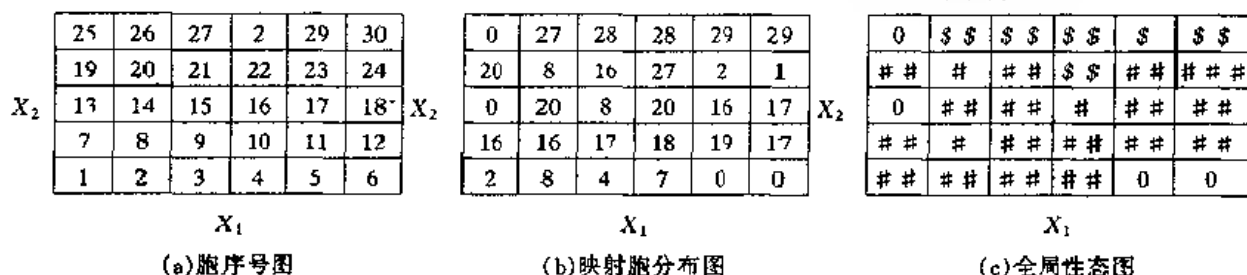 25 26 27 2 29 30 0 27 28 28 29 29 0 $ $ $ $ $ $ $ $ $
19 20 21 22 23 24 20 8 16 27 2 1 # # # # # $ $ # # # # #
X₂ 13 14 15 16 17 18 X₂ 0 20 8 20 16 17 X₂ 0 # # # # # # # # #
7 8 9 10 11 12 16 16 17 18 19 17 # # # # # # # # # # #
1 2 3 4 5 6 2 8 4 7 0 0 # # # # # # # # 0 0
X₁ X₁ X₁
(a)胞序号图 (b)映射胞分布图 (c)全局性态图